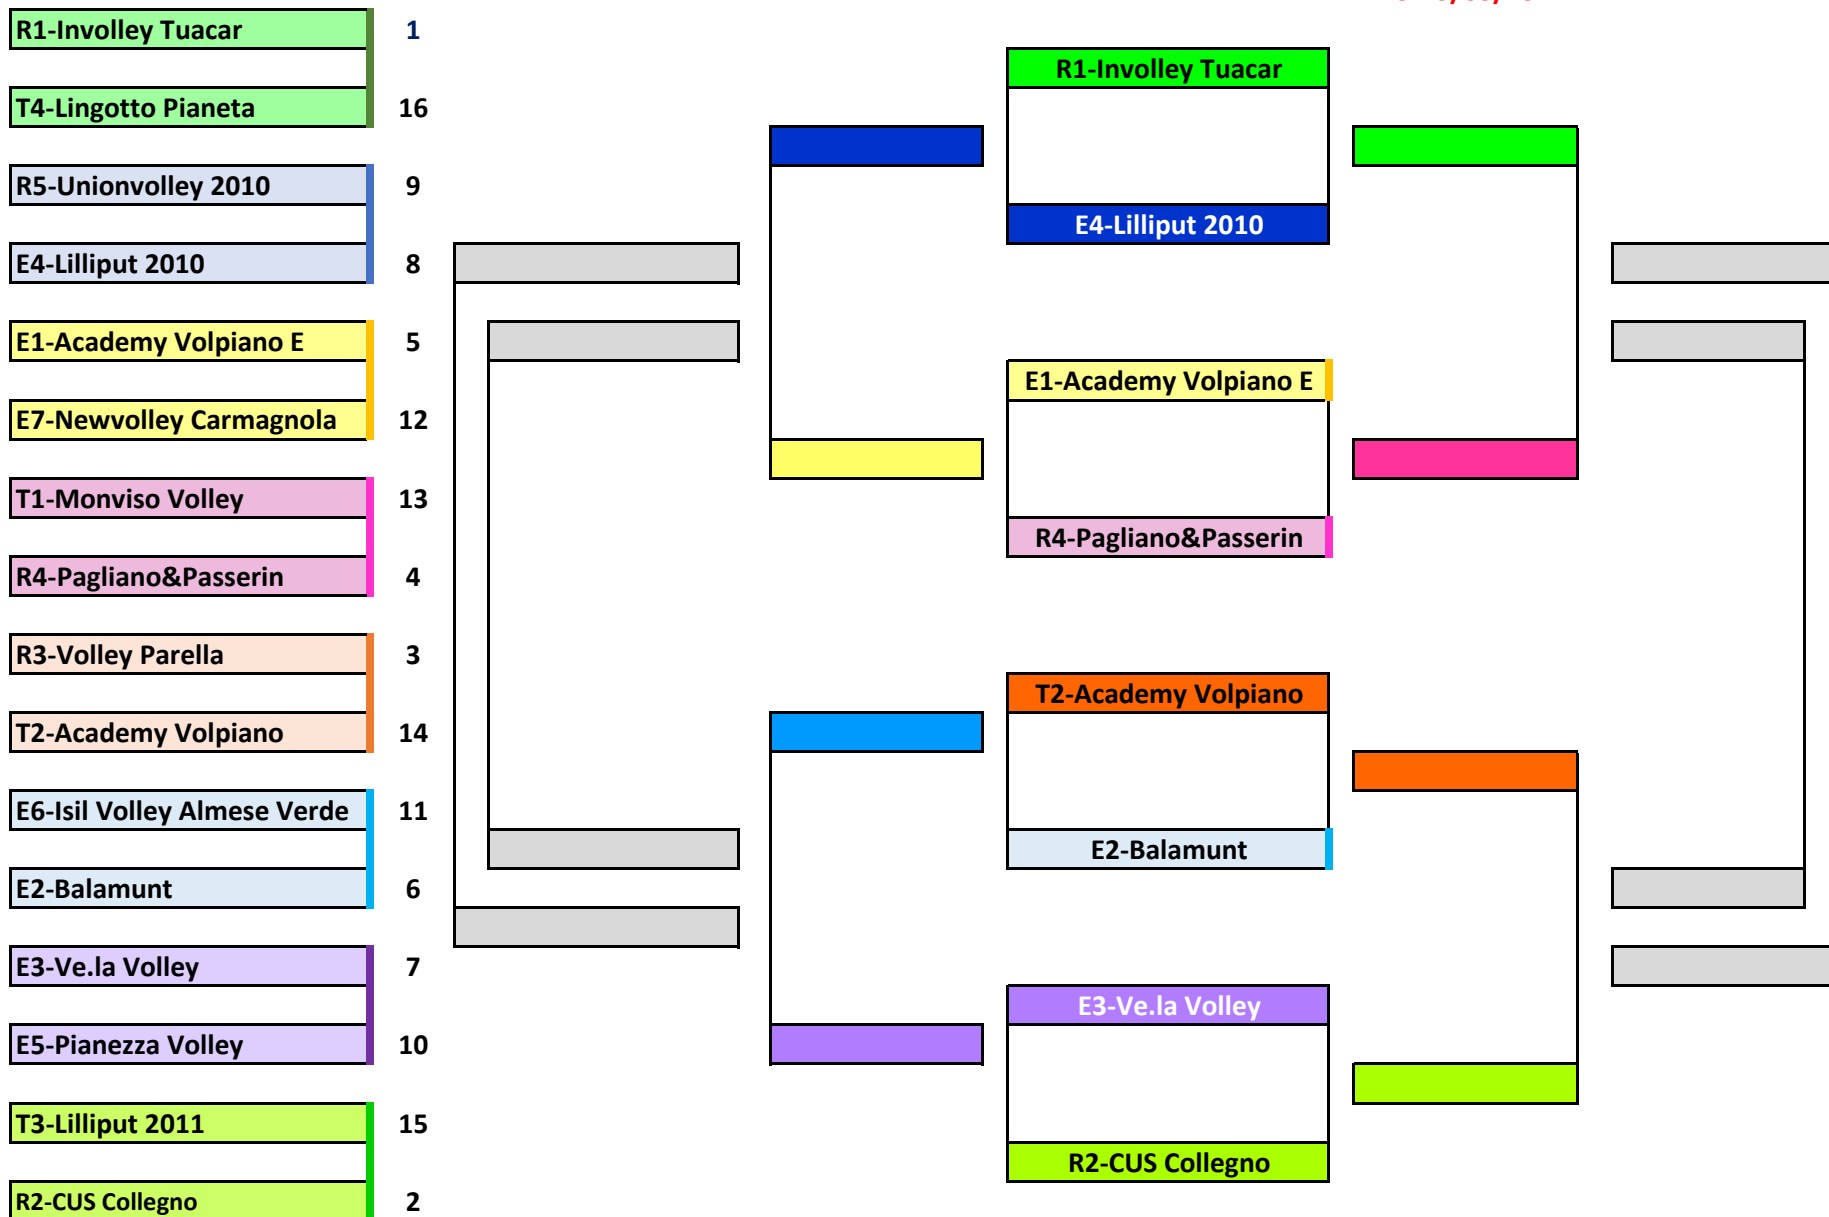 R1-Involley Tuacar 1
T4-Lingotto Pianeta 16
R5-Unionvolley 2010 9
E4-Lilliput 2010 8
E1-Academy Volpiano E 5
E7-Newvolley Carmagnola 12
T1-Monviso Volley 13
R4-Pagliano&Passerin 4
R3-Volley Parella 3
T2-Academy Volpiano 14
E6-Isil Volley Almese Verde 11
E2-Balamunt 6
E3-Ve.la Volley 7
E5-Pianezza Volley 10
T3-Lilliput 2011 15
R2-CUS Collegno 2
R1-Involley Tuacar
E4-Lilliput 2010
E1-Academy Volpiano E
R4-Pagliano&Passerin
T2-Academy Volpiano
E2-Balamunt
E3-Ve.la Volley
R2-CUS Collegno